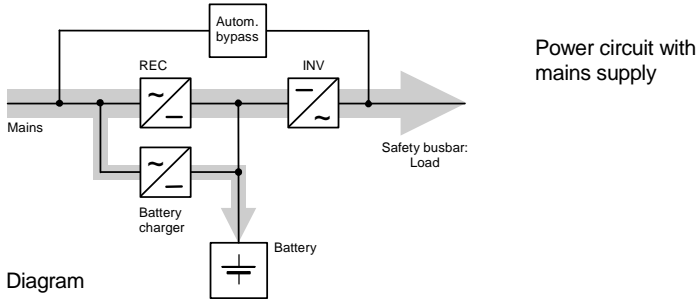 Autom.
bypass
Power circuit with
mains supply
REC
INV
Mains
Safety busbar:
Load
Battery
charger
Battery
Diagram